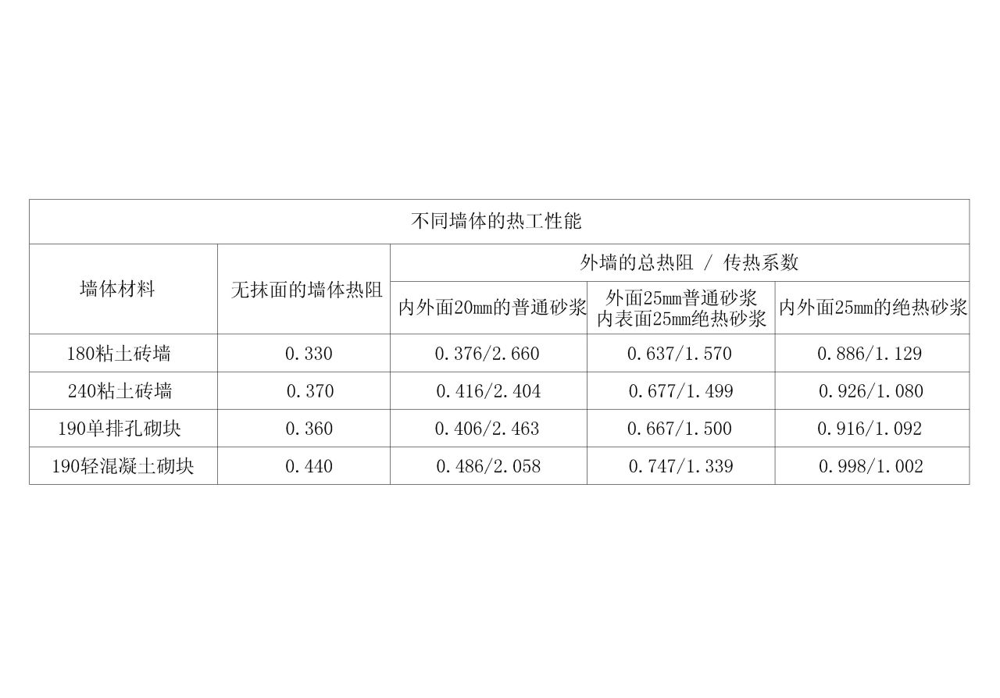 不同墙体的热工性能
墙体材料 无抹面的墙体热阻 外墙的总热阻 / 传热系数
内外面20mm的普通砂浆 外面25mm普通砂浆 内外面25mm的绝热砂浆
内表面25mm绝热砂浆
180粘土砖墙 0.330 0.376/2.660 0.637/1.570 0.886/1.129
240粘土砖墙 0.370 0.416/2.404 0.677/1.499 0.926/1.080
190单排孔砌块 0.360 0.406/2.463 0.667/1.500 0.916/1.092
190轻混凝土砌块 0.440 0.486/2.058 0.747/1.339 0.998/1.002